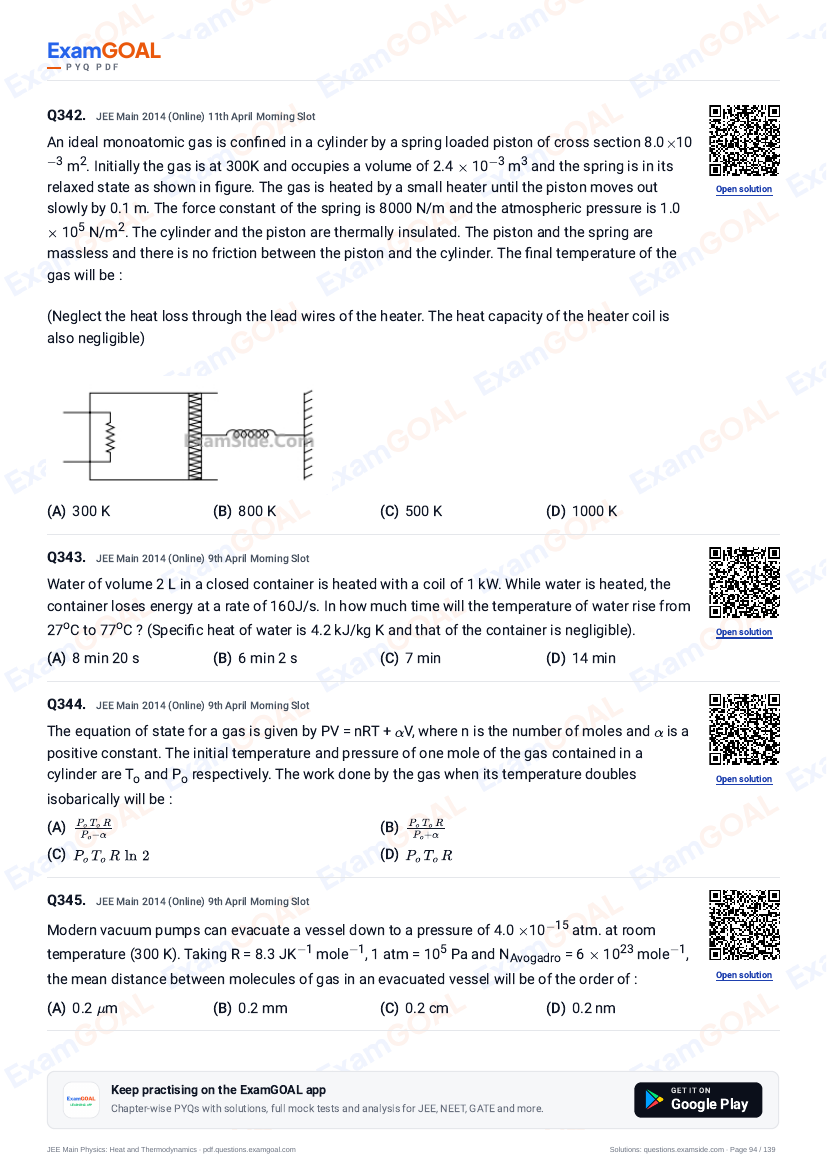 ExamGOAL
PYQ PDF
Q342. JEE Main 2014 (Online) 11th April Morning Slot
An ideal monoatomic gas is confined in a cylinder by a spring loaded piston of cross section 8.0 ×10
−3 m². Initially the gas is at 300K and occupies a volume of 2.4 × 10⁻³ m³ and the spring is in its
relaxed state as shown in figure. The gas is heated by a small heater until the piston moves out
slowly by 0.1 m. The force constant of the spring is 8000 N/m and the atmospheric pressure is 1.0
× 10⁵ N/m². The cylinder and the piston are thermally insulated. The piston and the spring are
massless and there is no friction between the piston and the cylinder. The final temperature of the
gas will be :
(Neglect the heat loss through the lead wires of the heater. The heat capacity of the heater coil is
also negligible)
Open solution
ExamSide.Com
(A) 300 K (B) 800 K (C) 500 K (D) 1000 K
Q343. JEE Main 2014 (Online) 9th April Morning Slot
Water of volume 2 L in a closed container is heated with a coil of 1 kW. While water is heated, the
container loses energy at a rate of 160J/s. In how much time will the temperature of water rise from
27°C to 77°C ? (Specific heat of water is 4.2 kJ/kg K and that of the container is negligible).
Open solution
(A) 8 min 20 s (B) 6 min 2 s (C) 7 min (D) 14 min
Q344. JEE Main 2014 (Online) 9th April Morning Slot
The equation of state for a gas is given by PV = nRT + αV, where n is the number of moles and α is a
positive constant. The initial temperature and pressure of one mole of the gas contained in a
cylinder are T₀ and P₀ respectively. The work done by the gas when its temperature doubles
isobarically will be :
Open solution
(A) P₀ T₀ R / P₀−α (B) P₀ T₀ R / P₀+α
(C) P₀ T₀ R ln 2 (D) P₀ T₀ R
Q345. JEE Main 2014 (Online) 9th April Morning Slot
Modern vacuum pumps can evacuate a vessel down to a pressure of 4.0 ×10⁻¹⁵ atm. at room
temperature (300 K). Taking R = 8.3 JK⁻¹ mole⁻¹, 1 atm = 10⁵ Pa and N_Avogadro = 6 × 10²³ mole⁻¹,
the mean distance between molecules of gas in an evacuated vessel will be of the order of :
Open solution
(A) 0.2 μm (B) 0.2 mm (C) 0.2 cm (D) 0.2 nm
ExamGOAL
Keep practising on the ExamGOAL app
Chapter-wise PYQs with solutions, full mock tests and analysis for JEE, NEET, GATE and more.
GET IT ON
Google Play
JEE Main Physics: Heat and Thermodynamics · pdf.questions.examgoal.com
Solutions: questions.examside.com · Page 94 / 139